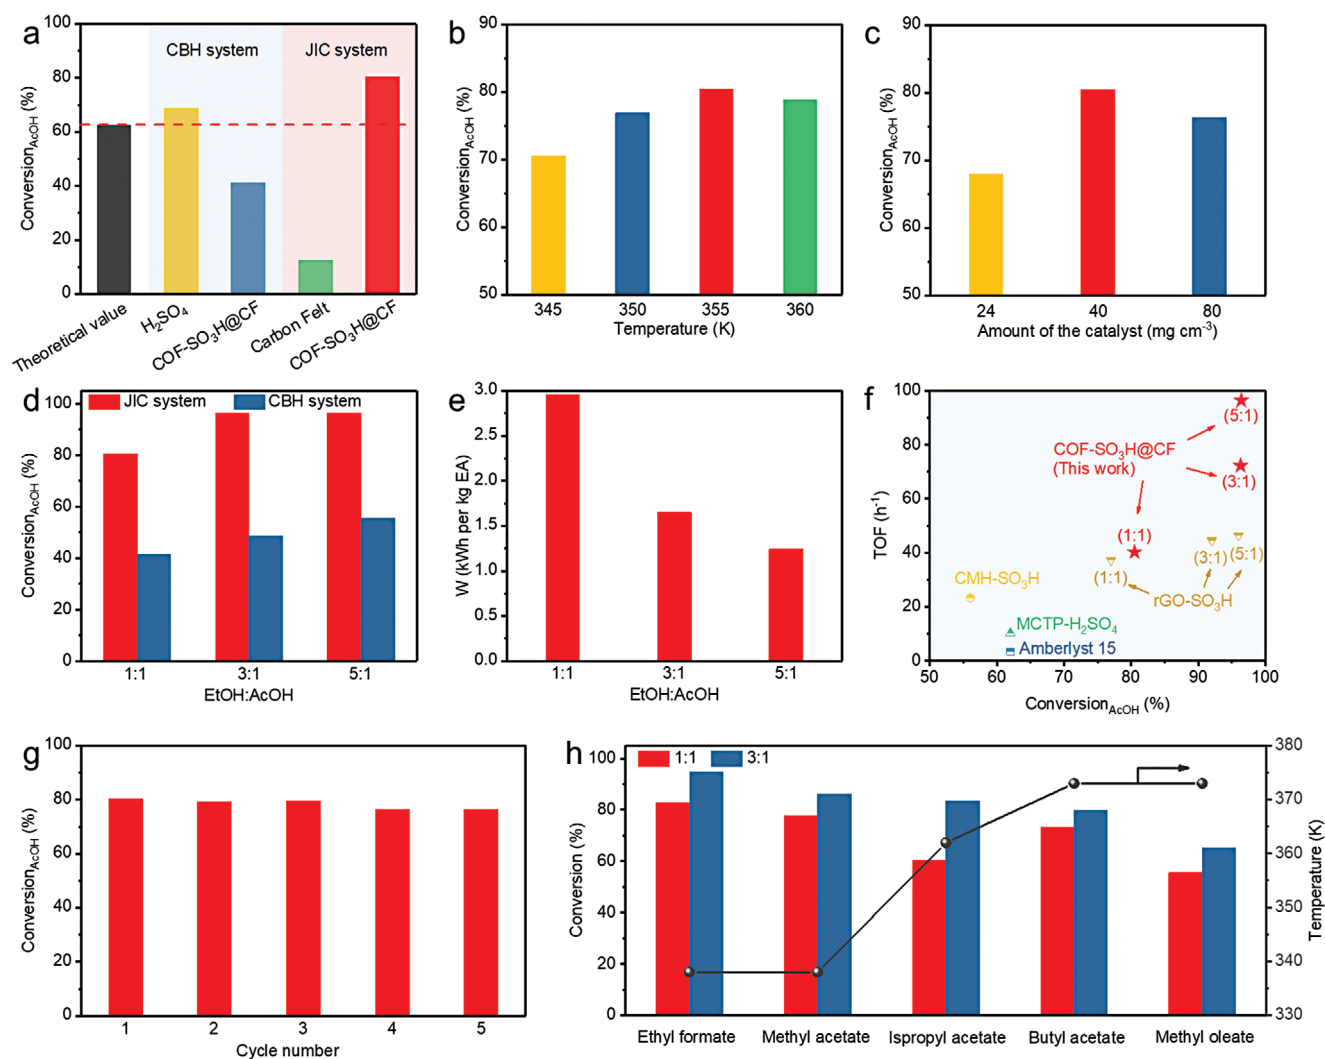 a
100
80
60
40
20
0
Conversion_AcOH (%)
CBH system
JIC system
Theoretical value
H2SO4
COF-SO3H@CF
Carbon Felt
COF-SO3H@CF
b
90
80
70
60
50
Conversion_AcOH (%)
345
350
355
360
Temperature (K)
c
90
80
70
60
50
Conversion_AcOH (%)
24
40
80
Amount of the catalyst (mg cm-3)
d
JIC system
CBH system
100
80
60
40
20
0
Conversion_AcOH (%)
1:1
3:1
5:1
EtOH:AcOH
e
3.0
2.5
2.0
1.5
1.0
0.5
0.0
W (kWh per kg EA)
1:1
3:1
5:1
EtOH:AcOH
f
100
80
60
40
20
0
TOF (h-1)
(5:1)
COF-SO3H@CF
(This work)
(3:1)
(1:1)
(3:1)
(5:1)
(1:1)
CMH-SO3H
rGO-SO3H
MCTP-H2SO4
Amberlyst 15
50
60
70
80
90
100
Conversion_AcOH (%)
g
100
80
60
40
20
0
Conversion_AcOH (%)
1
2
3
4
5
Cycle number
h
1:1
3:1
100
80
60
40
20
0
Conversion (%)
380
370
360
350
340
330
Temperature (K)
Ethyl formate
Methyl acetate
Ispropyl acetate
Butyl acetate
Methyl oleate